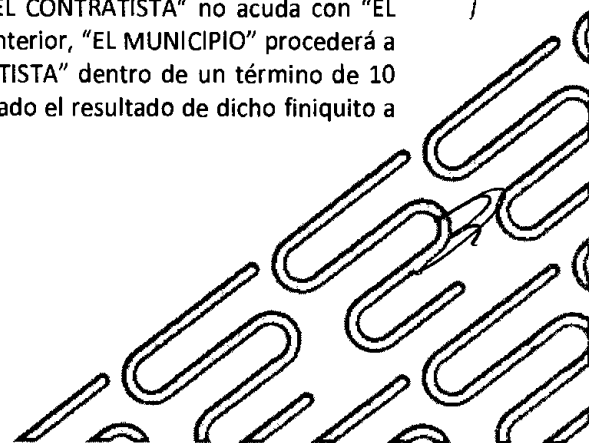 EL CONTRATISTA" no acuda con "EL
nterior, "EL MUNICIPIO" procederá a
TISTA" dentro de un término de 10
ado el resultado de dicho finiquito a